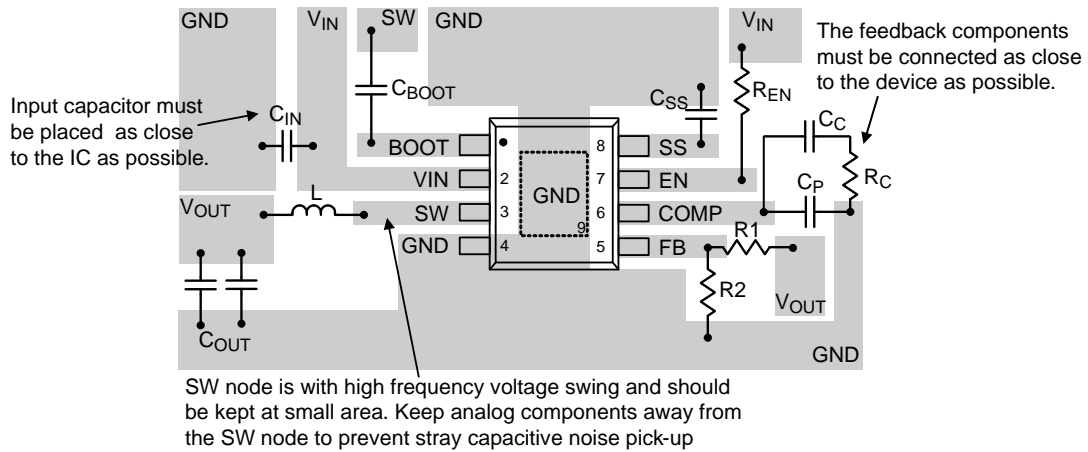 GND
VIN
SW
GND
VIN
The feedback components
must be connected as close
to the device as possible.
Input capacitor must
be placed as close
to the IC as possible.
CIN
CBOOT
CSS
REN
CC
RC
CP
BOOT
8
SS
VIN
2
GND
7
EN
VOUT
L
SW
3
9
6
COMP
GND
4
5
FB
R1
R2
VOUT
COUT
GND
SW node is with high frequency voltage swing and should
be kept at small area. Keep analog components away from
the SW node to prevent stray capacitive noise pick-up